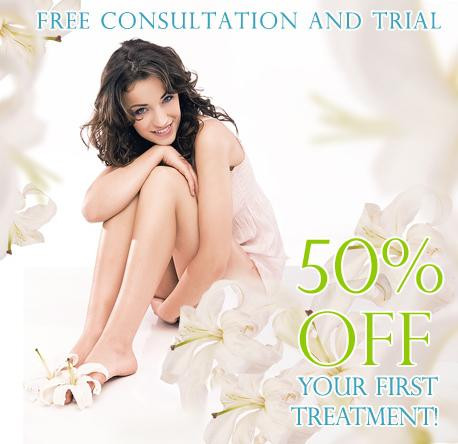 FREE CONSULTATION AND TRIAL
50%
OFF
YOUR FIRST
TREATMENT!